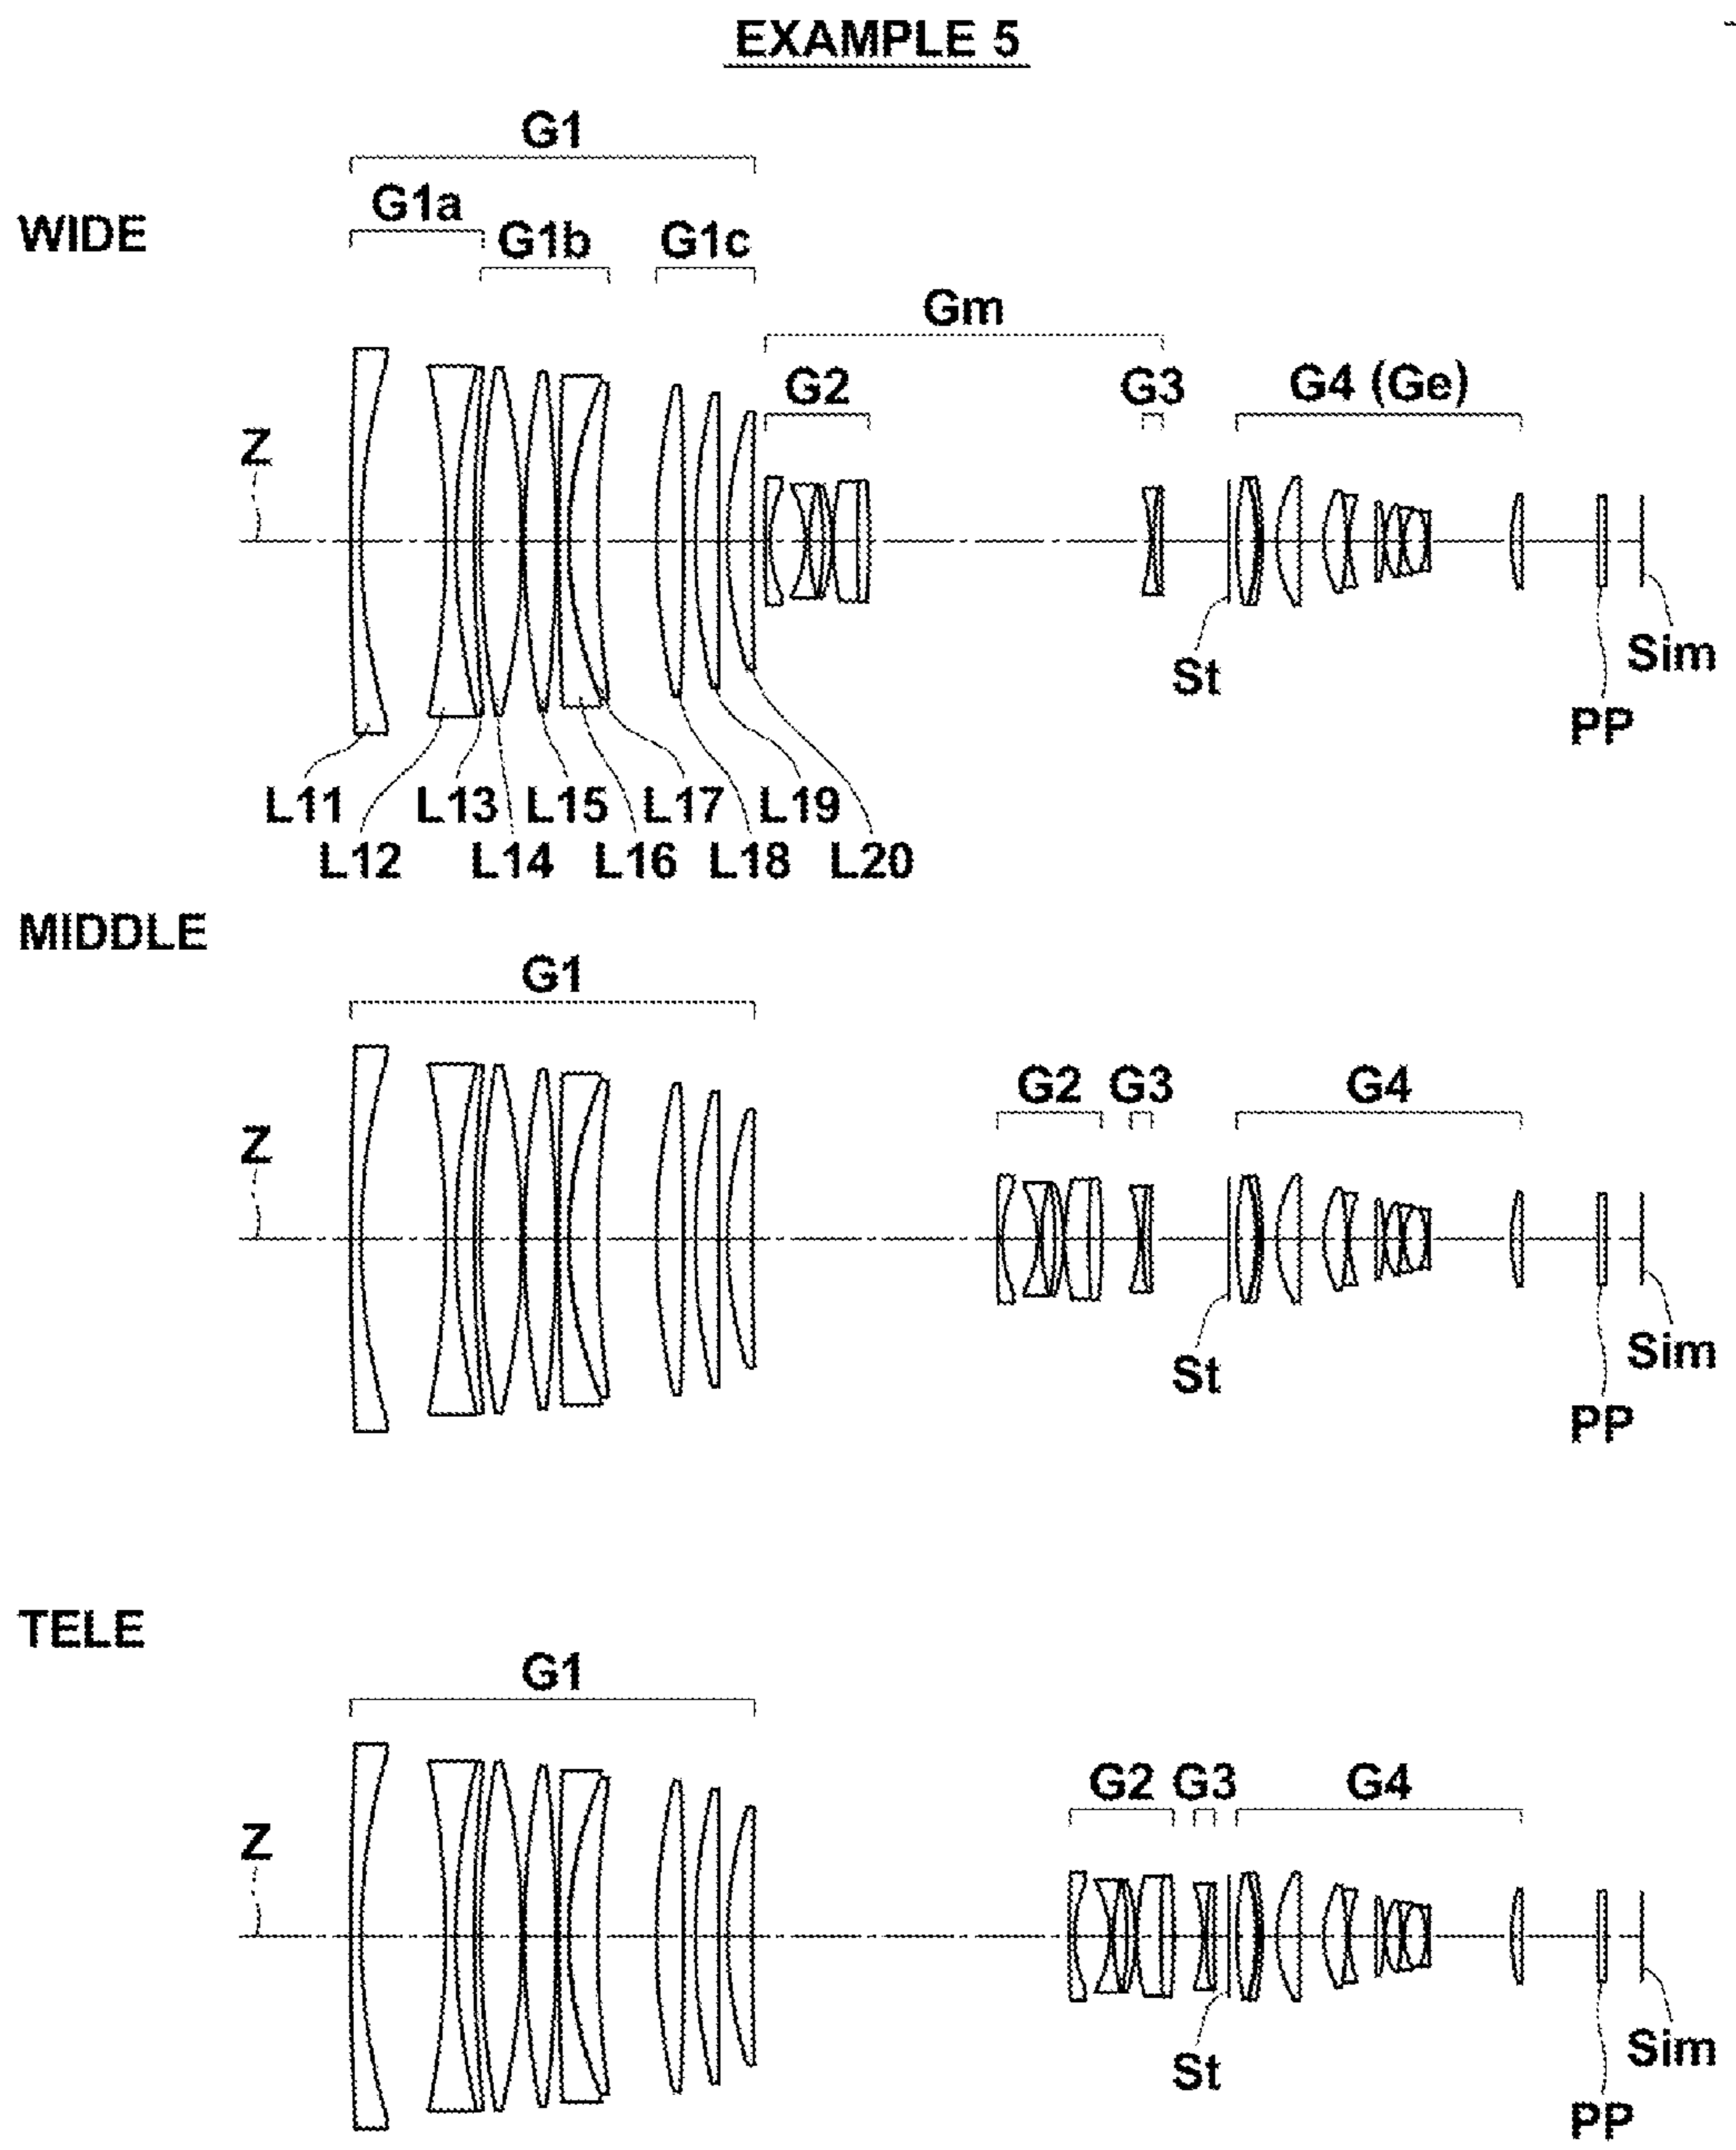 EXAMPLE 5
WIDE
G1
G1a
G1b
G1c
Gm
G2
G3
G4 (Ge)
Z
St
Sim
PP
L11
L13
L15
L17
L19
L12
L14
L16
L18
L20
MIDDLE
G1
G2
G3
G4
Z
St
Sim
PP
TELE
G1
G2
G3
G4
Z
St
Sim
PP